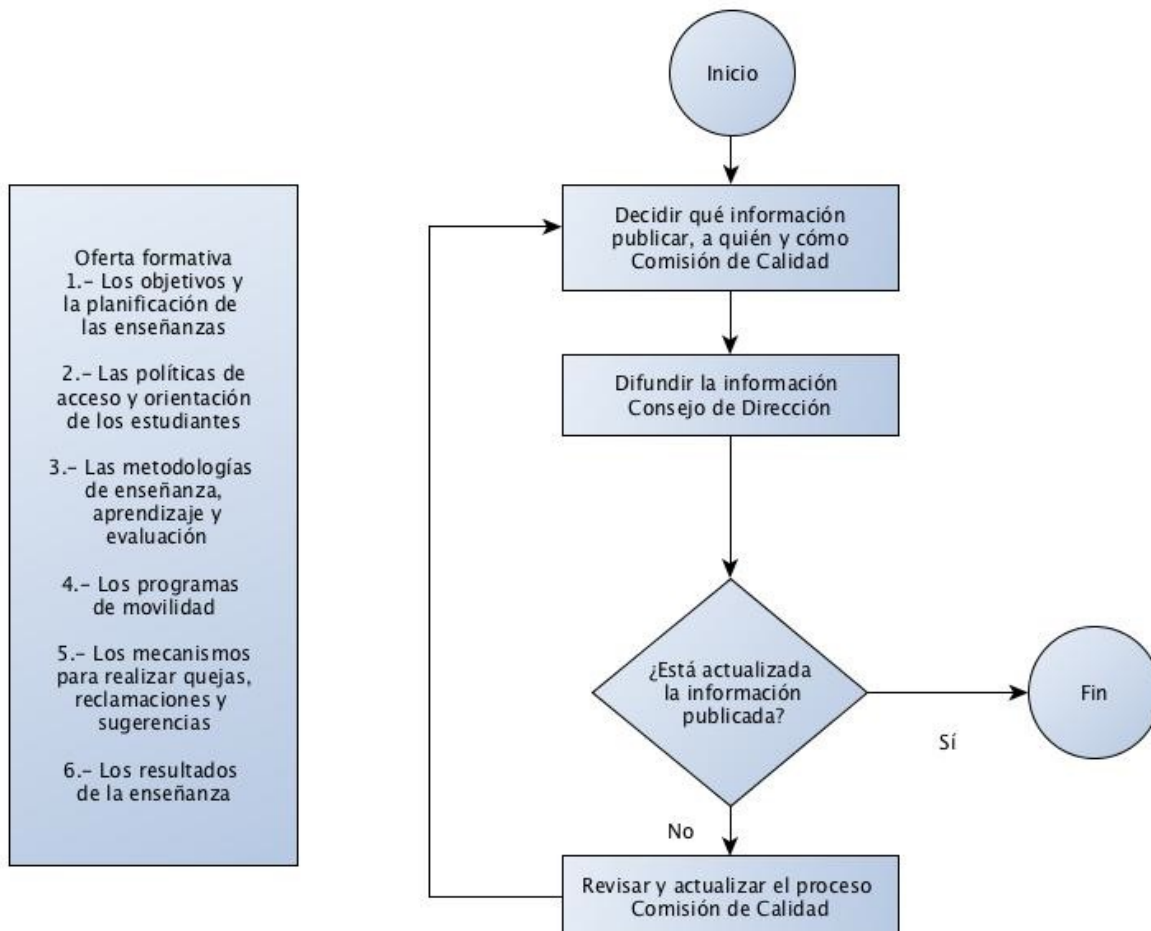 Inicio
Decidir qué información
publicar, a quién y cómo
Comisión de Calidad
Difundir la información
Consejo de Dirección
¿Está actualizada
la información
publicada?
Sí
Fin
No
Revisar y actualizar el proceso
Comisión de Calidad
Oferta formativa
1.- Los objetivos y
la planificación de
las enseñanzas
2.- Las políticas de
acceso y orientación
de los estudiantes
3.- Las metodologías
de enseñanza,
aprendizaje y
evaluación
4.- Los programas
de movilidad
5.- Los mecanismos
para realizar quejas,
reclamaciones y
sugerencias
6.- Los resultados
de la enseñanza